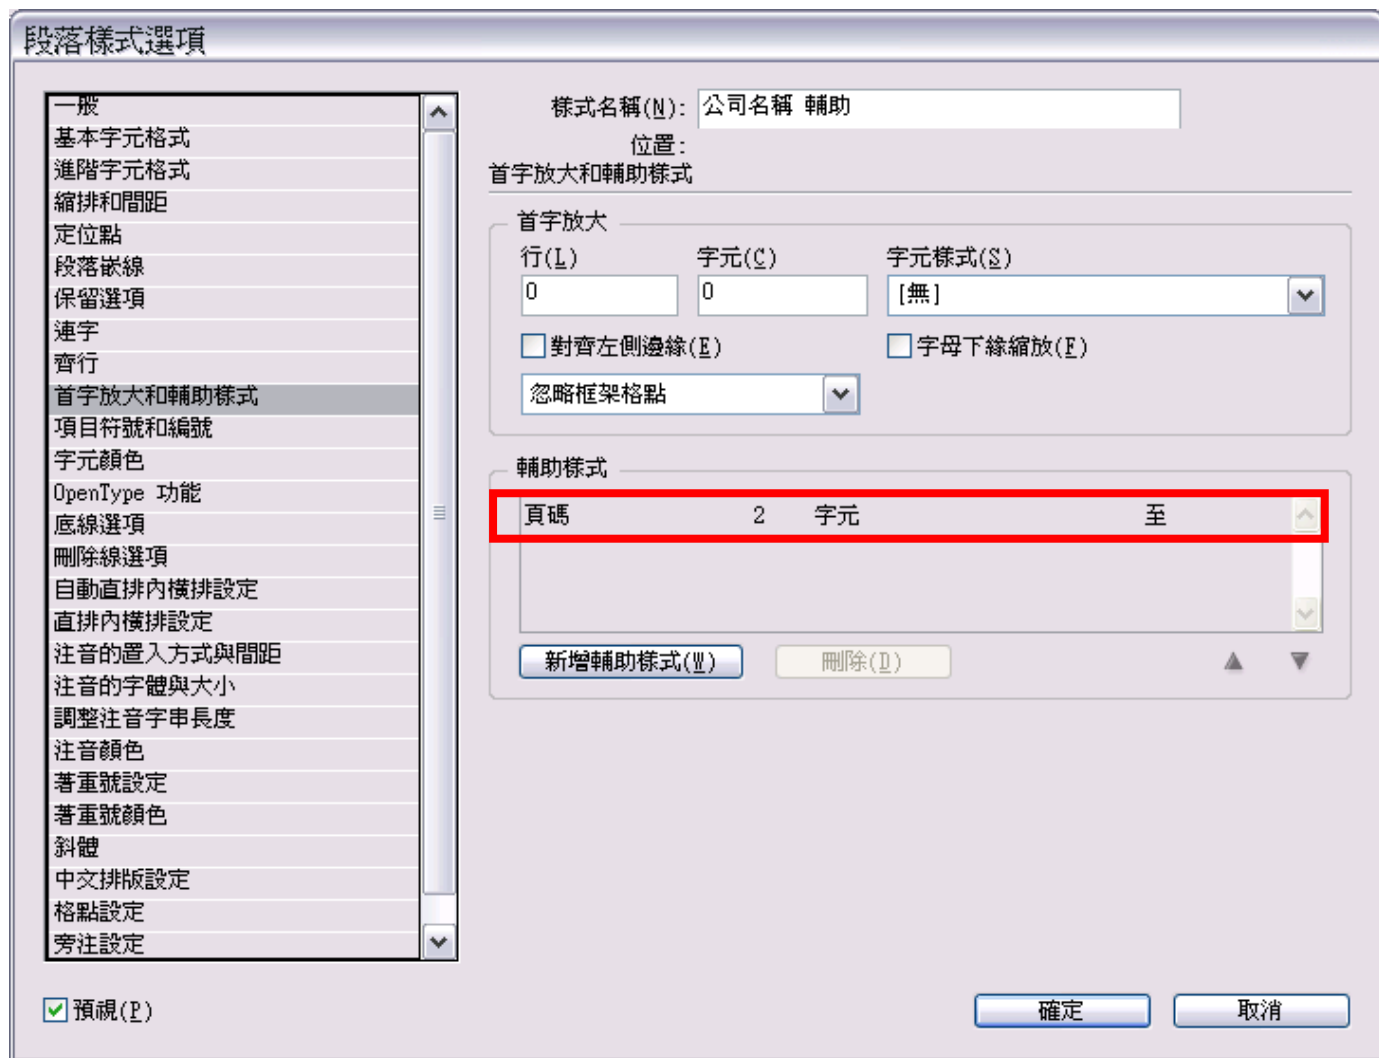 段落樣式選項
一般
基本字元格式
進階字元格式
縮排和間距
定位點
段落嵌線
保留選項
連字
齊行
首字放大和輔助樣式
項目符號和編號
字元顏色
OpenType 功能
底線選項
刪除線選項
自動直排內橫排設定
直排內橫排設定
注音的置入方式與間距
注音的字體與大小
調整注音字串長度
注音顏色
著重號設定
著重號顏色
斜體
中文排版設定
格點設定
旁注設定
樣式名稱(N): 公司名稱 輔助
位置:
首字放大和輔助樣式
首字放大
行(L) 字元(C) 字元樣式(S)
0 0 [無]
對齊左側邊緣(E) 字母下緣縮放(F)
忽略框架格點
輔助樣式
頁碼 2 字元 至
新增輔助樣式(W) 刪除(D)
預視(P) 確定 取消